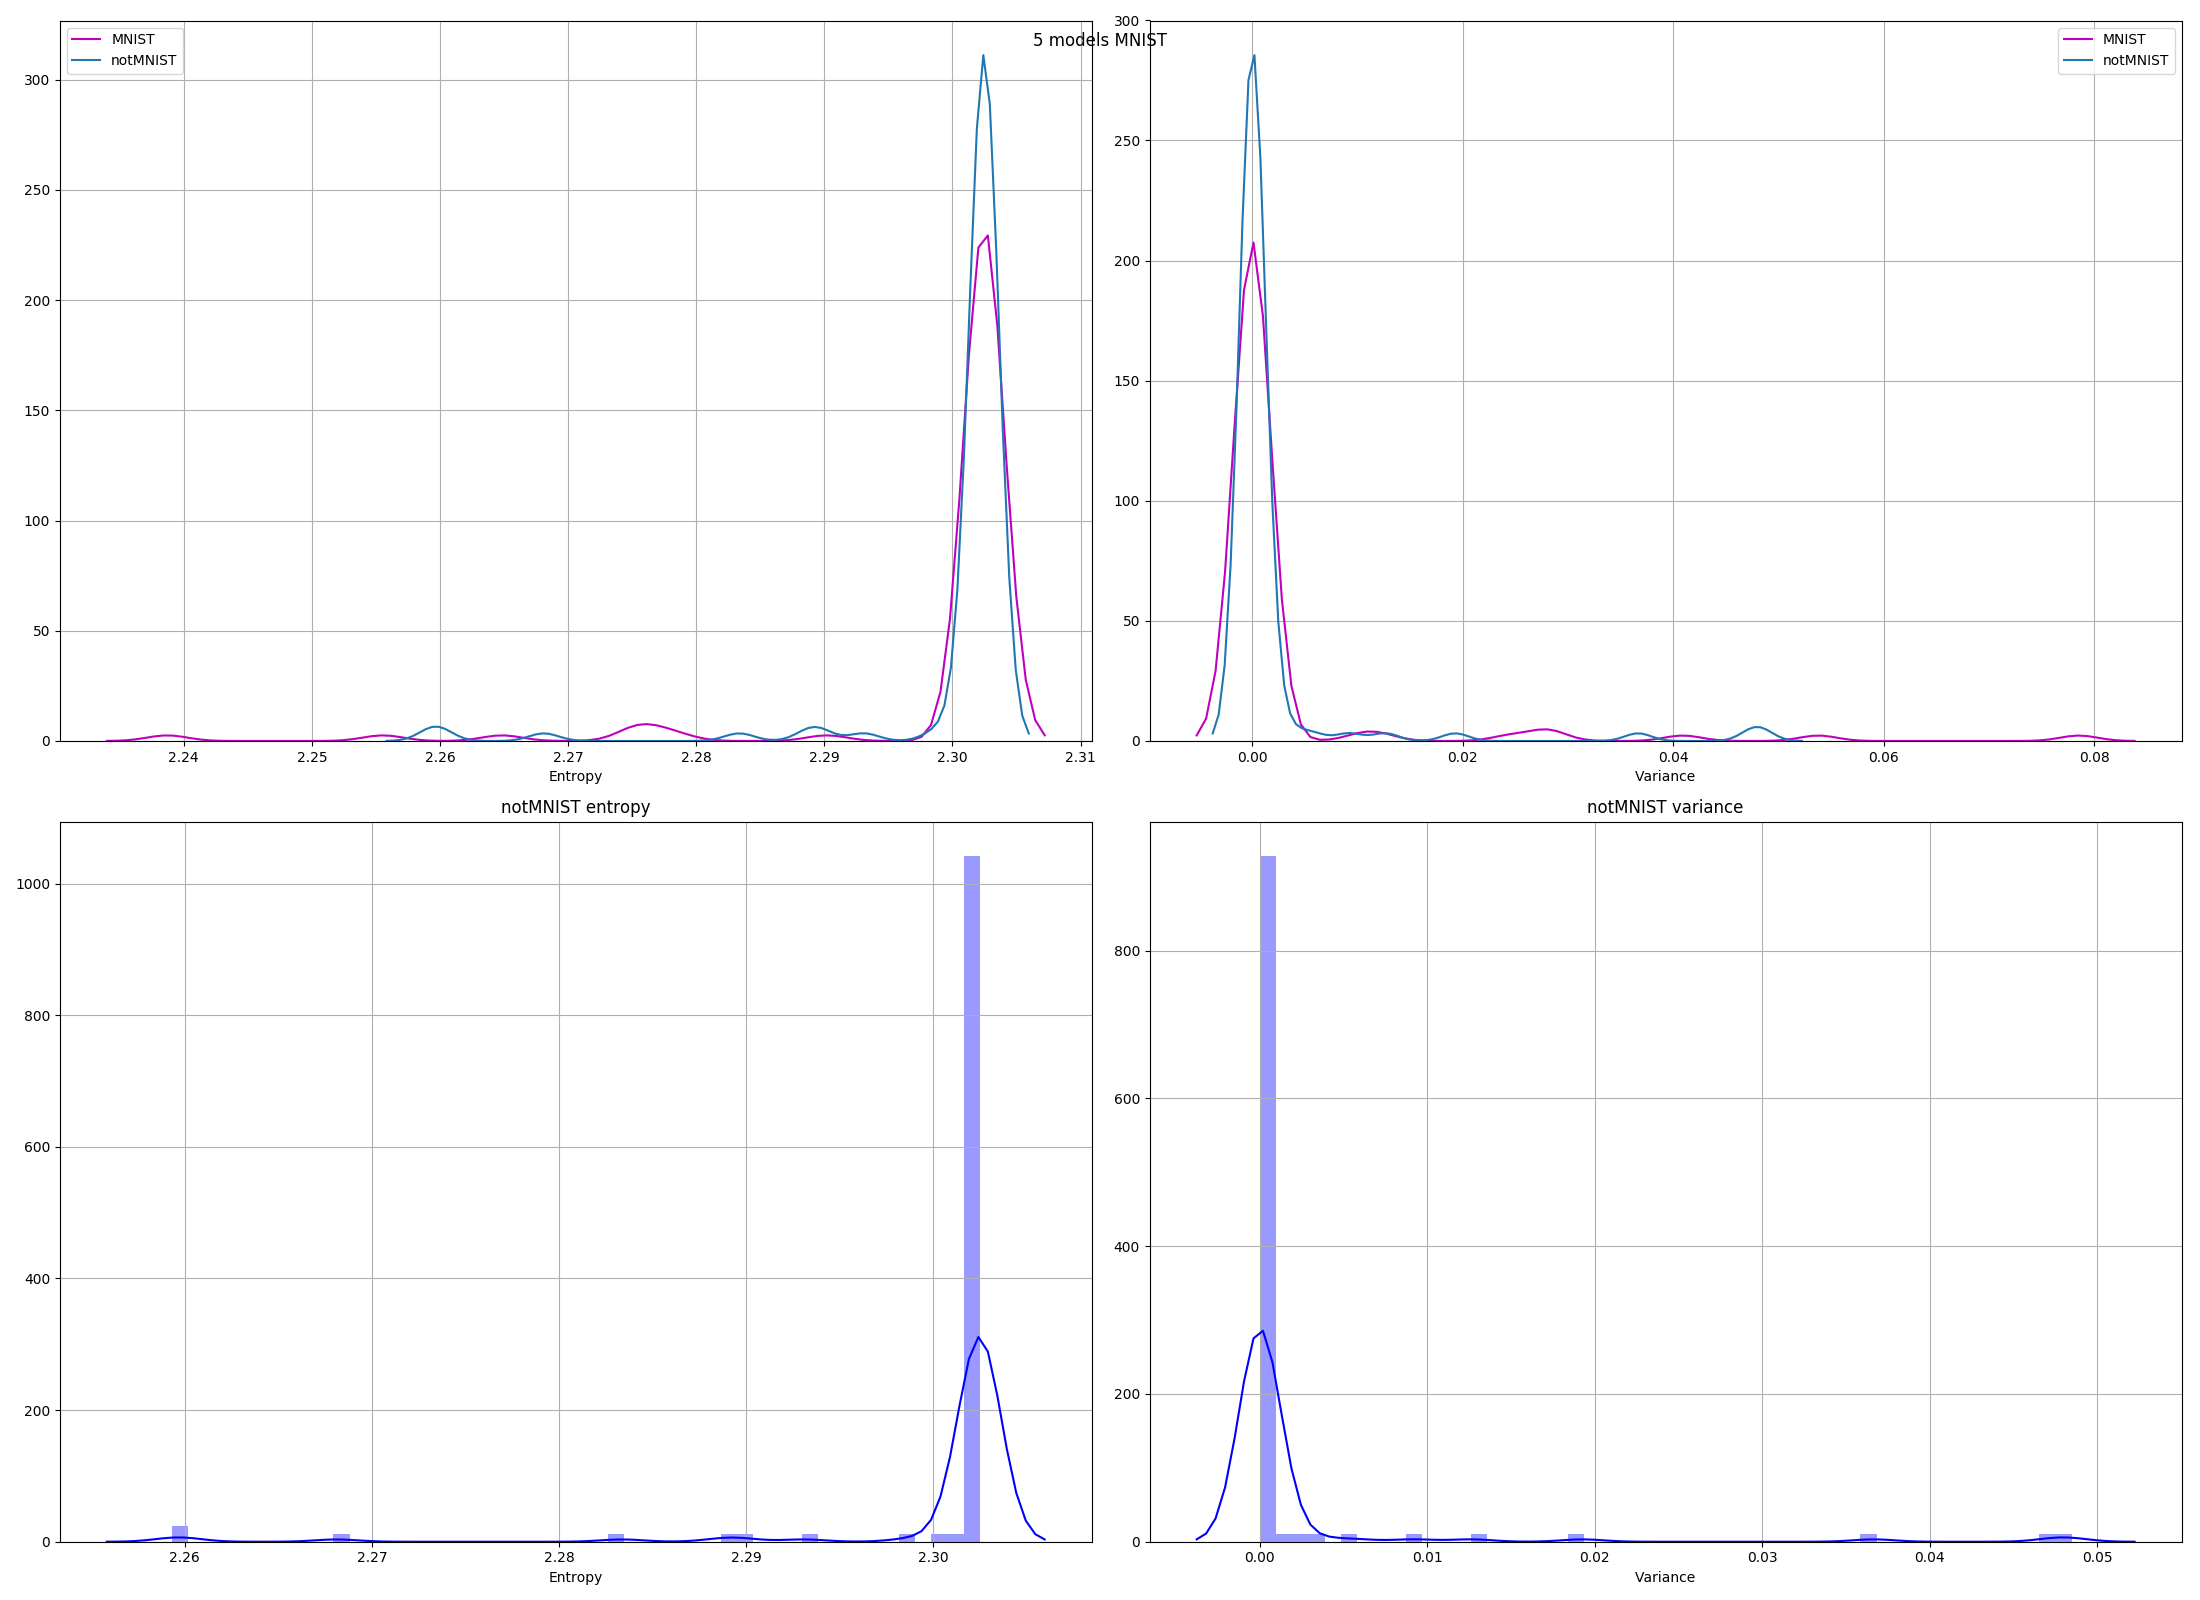 5 models MNIST
MNIST
notMNIST
300
250
200
150
100
50
0
2.24 2.25 2.26 2.27 2.28 2.29 2.30 2.31
Entropy
MNIST
notMNIST
300
250
200
150
100
50
0
0.00 0.02 0.04 0.06 0.08
Variance
notMNIST entropy
1000
800
600
400
200
0
2.26 2.27 2.28 2.29 2.30
Entropy
notMNIST variance
800
600
400
200
0
0.00 0.01 0.02 0.03 0.04 0.05
Variance